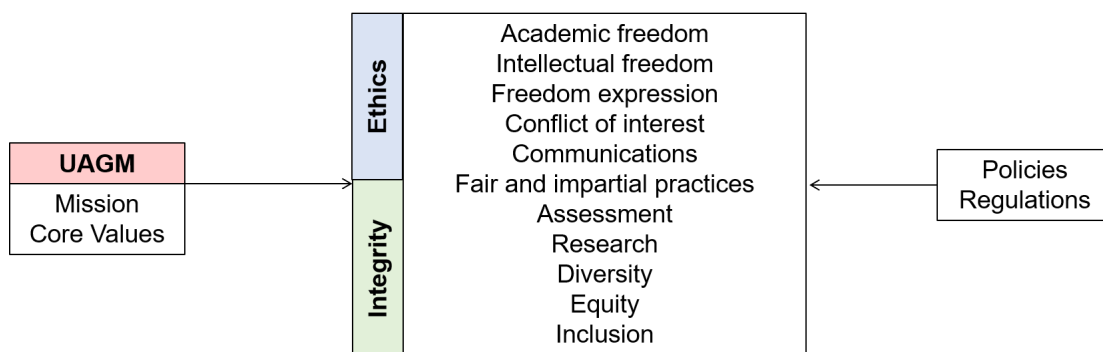 UAGM
Mission
Core Values
Ethics
Integrity
Academic freedom
Intellectual freedom
Freedom expression
Conflict of interest
Communications
Fair and impartial practices
Assessment
Research
Diversity
Equity
Inclusion
Policies
Regulations